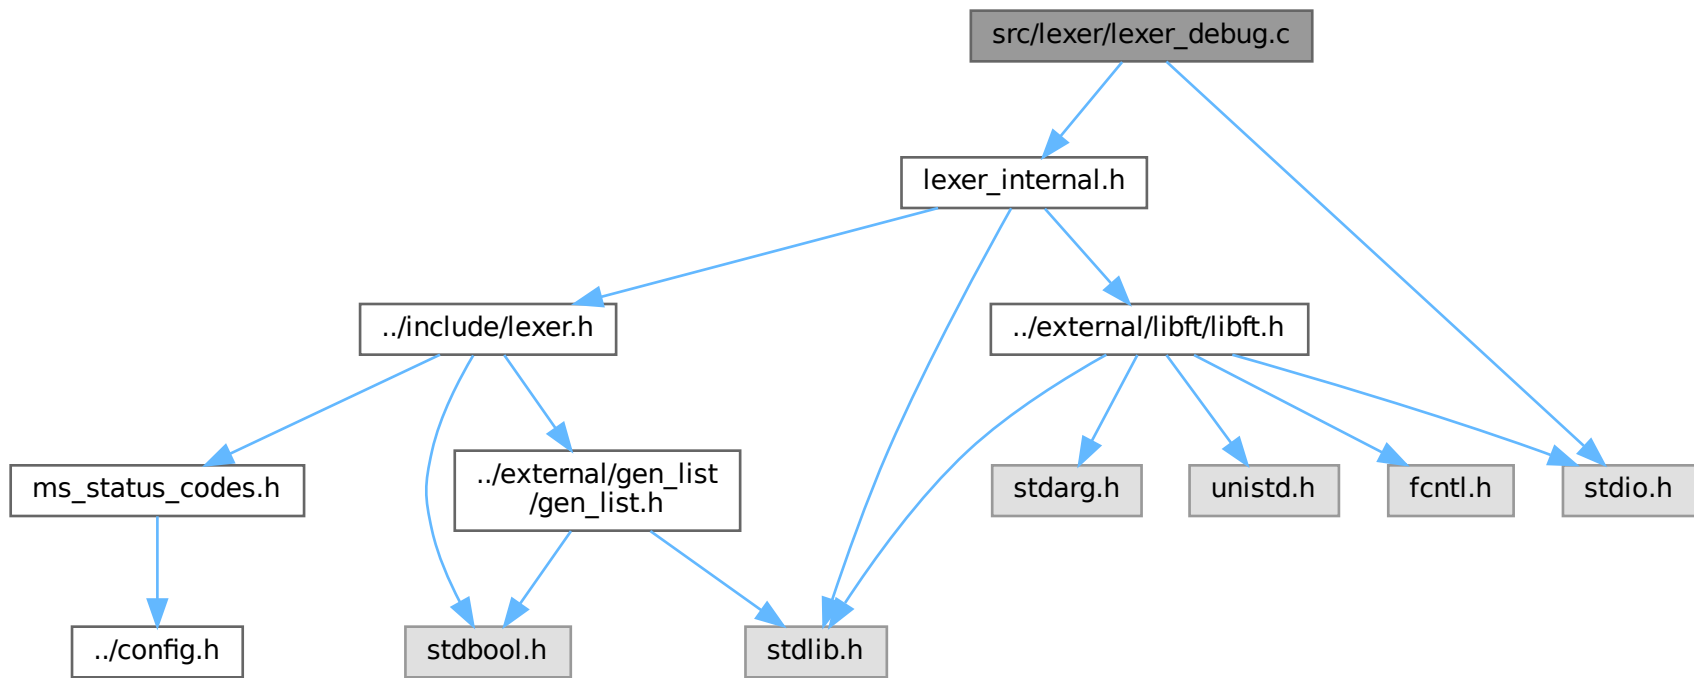 src/lexer/lexer_debug.c
lexer_internal.h
../include/lexer.h
../external/libft/libft.h
ms_status_codes.h
../external/gen_list
/gen_list.h
stdarg.h
unistd.h
fcntl.h
stdio.h
../config.h
stdbool.h
stdlib.h